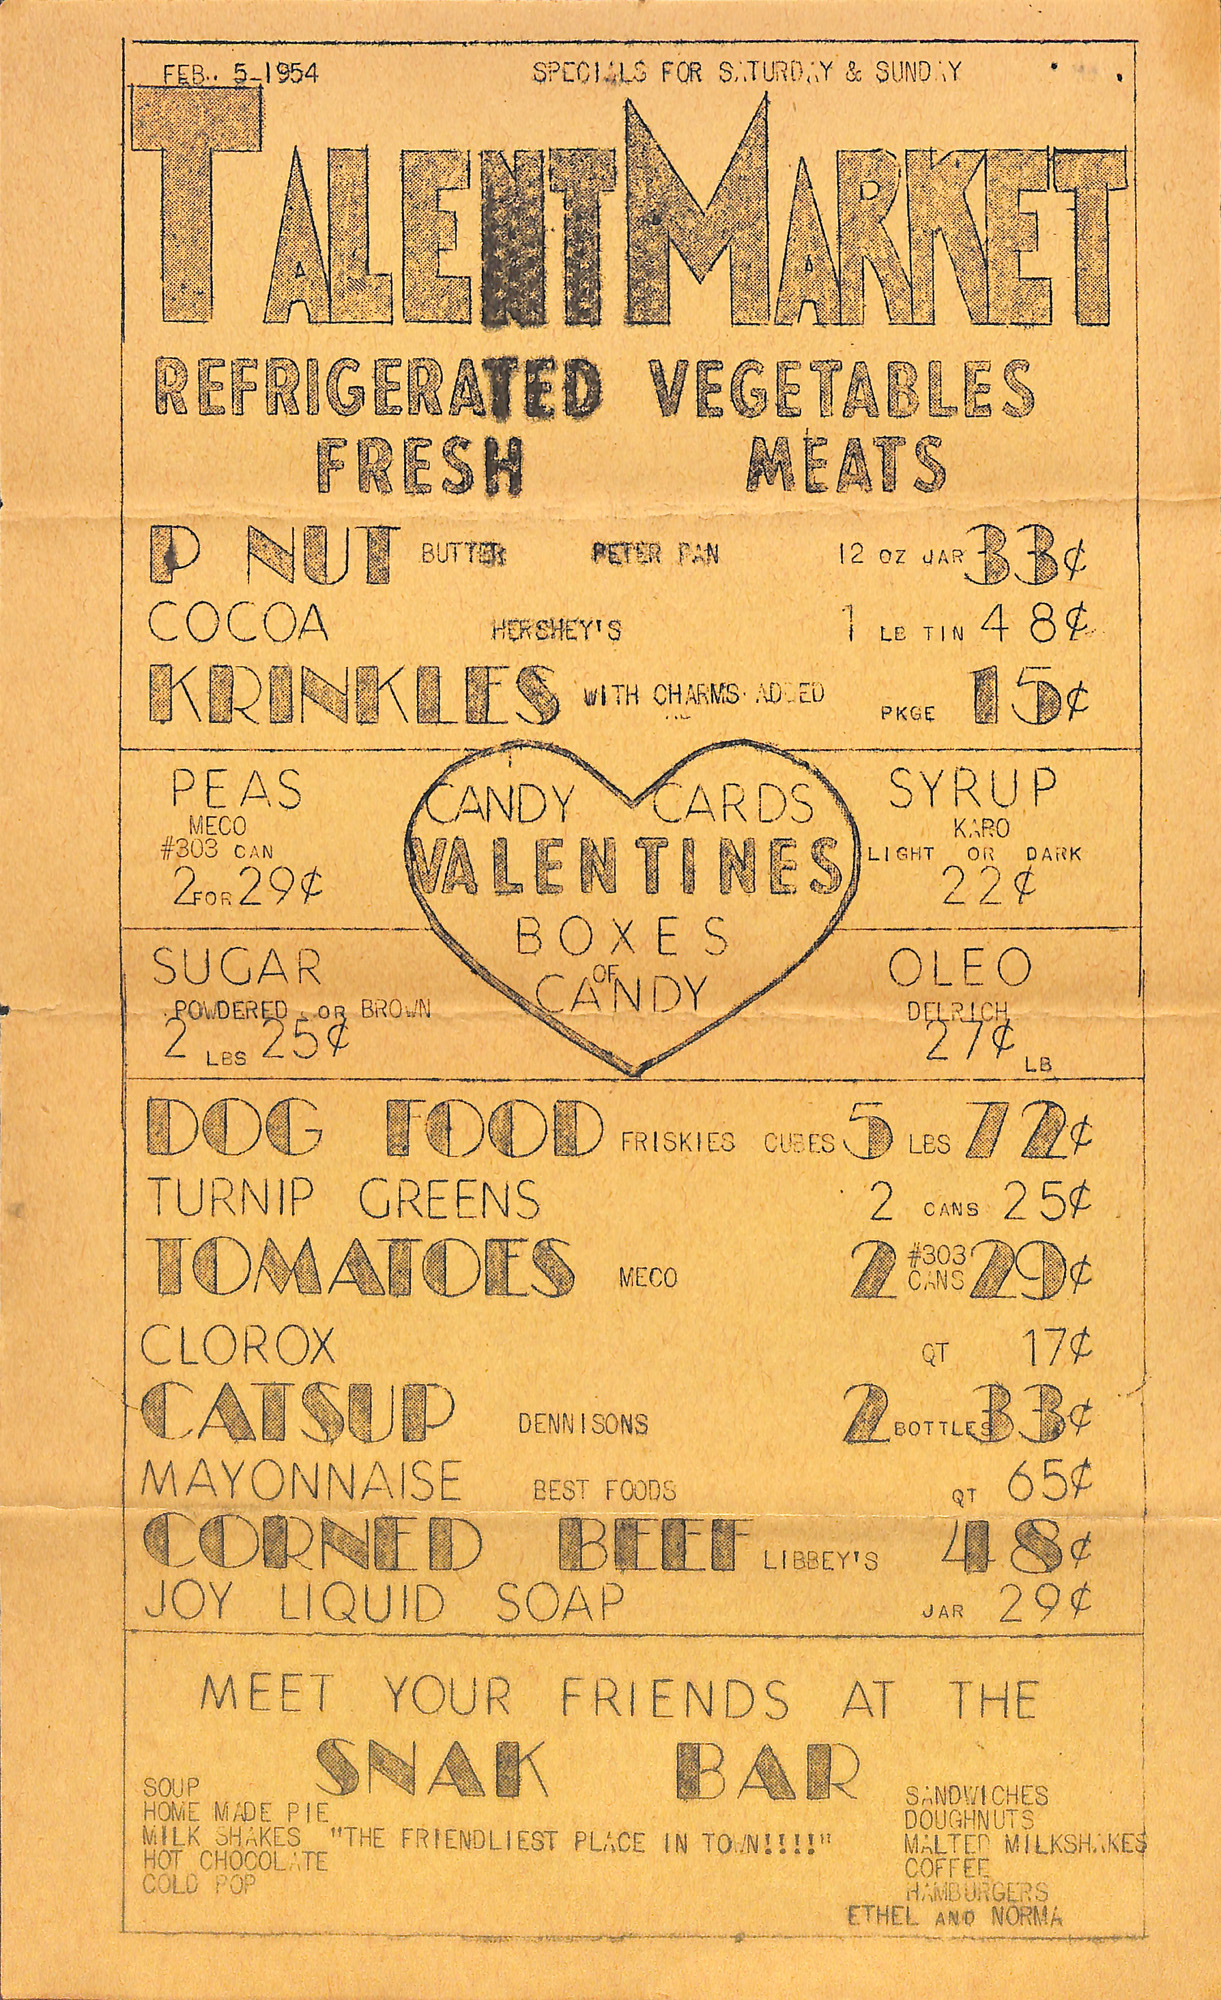 FEB.. 5-1954 SPECIALS FOR SATURDAY & SUNDAY
TALENT MARKET
REFRIGERATED VEGETABLES
FRESH MEATS
P NUT BUTTER PETER PAN 12 OZ JAR 33¢
COCOA HERSHEY'S 1 LB TIN 48¢
KRINKLES WITH CHARMS ADDED PKGE 15¢
PEAS
MECO
#303 CAN
2 FOR 29¢
CANDY CARDS
VALENTINES
BOXES
OF
CANDY
SYRUP
KARO
LIGHT OR DARK
22¢
SUGAR
POWDERED OR BROWN
2 LBS 25¢
OLEO
DELRICH
27¢ LB
DOG FOOD FRISKIES CUBES 5 LBS 72¢
TURNIP GREENS 2 CANS 25¢
TOMATOES MECO 2 #303 CANS 29¢
CLOROX QT 17¢
CATSUP DENNISONS 2 BOTTLES 33¢
MAYONNAISE BEST FOODS QT 65¢
CORNED BEEF LIBBEY'S 48¢
JOY LIQUID SOAP JAR 29¢
MEET YOUR FRIENDS AT THE
SNAK BAR
SOUP
HOME MADE PIE
MILK SHAKES
HOT CHOCOLATE
COLD POP
"THE FRIENDLIEST PLACE IN TOWN!!!!"
SANDWICHES
DOUGHNUTS
MALTED MILKSHAKES
COFFEE
HAMBURGERS
ETHEL AND NORMA